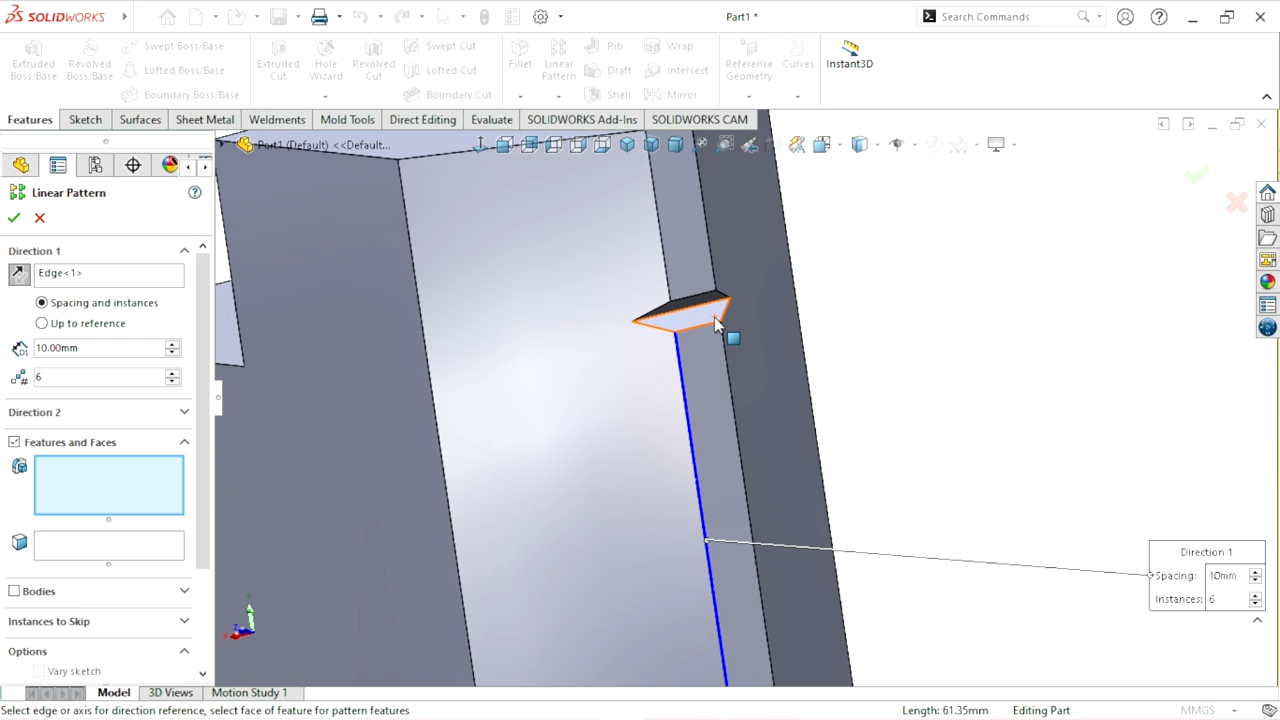 SOLIDWORKS
Part1 *
Search Commands
Extruded Boss/Base
Revolved Boss/Base
Swept Boss/Base
Lofted Boss/Base
Boundary Boss/Base
Extruded Cut
Hole Wizard
Revolved Cut
Swept Cut
Lofted Cut
Boundary Cut
Fillet
Linear Pattern
Rib
Draft
Shell
Wrap
Intersect
Mirror
Reference Geometry
Curves
Instant3D
Features
Sketch
Surfaces
Sheet Metal
Weldments
Mold Tools
Direct Editing
Evaluate
SOLIDWORKS Add-Ins
SOLIDWORKS CAM
Part1 (Default) <<Default...
Linear Pattern
Direction 1
Edge<1>
Spacing and instances
Up to reference
D1
10.00mm
6
Direction 2
Features and Faces
Bodies
Instances to Skip
Options
Vary sketch
Direction 1
Spacing: 10mm
Instances: 6
Y
X
Z
Model
3D Views
Motion Study 1
Select edge or axis for direction reference, select face of feature for pattern features
Length: 61.35mm
Editing Part
MMGS